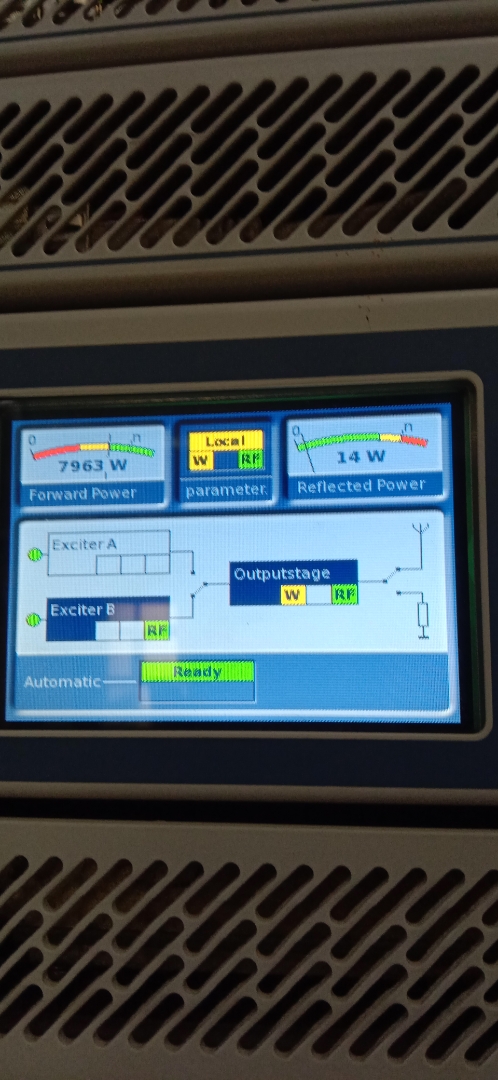 0 n
7963 W
Forward Power
Local
W RF
parameter.
0 n
14 W
Reflected Power
Exciter A
Exciter B
RF
Outputstage
W RF
Automatic
Ready